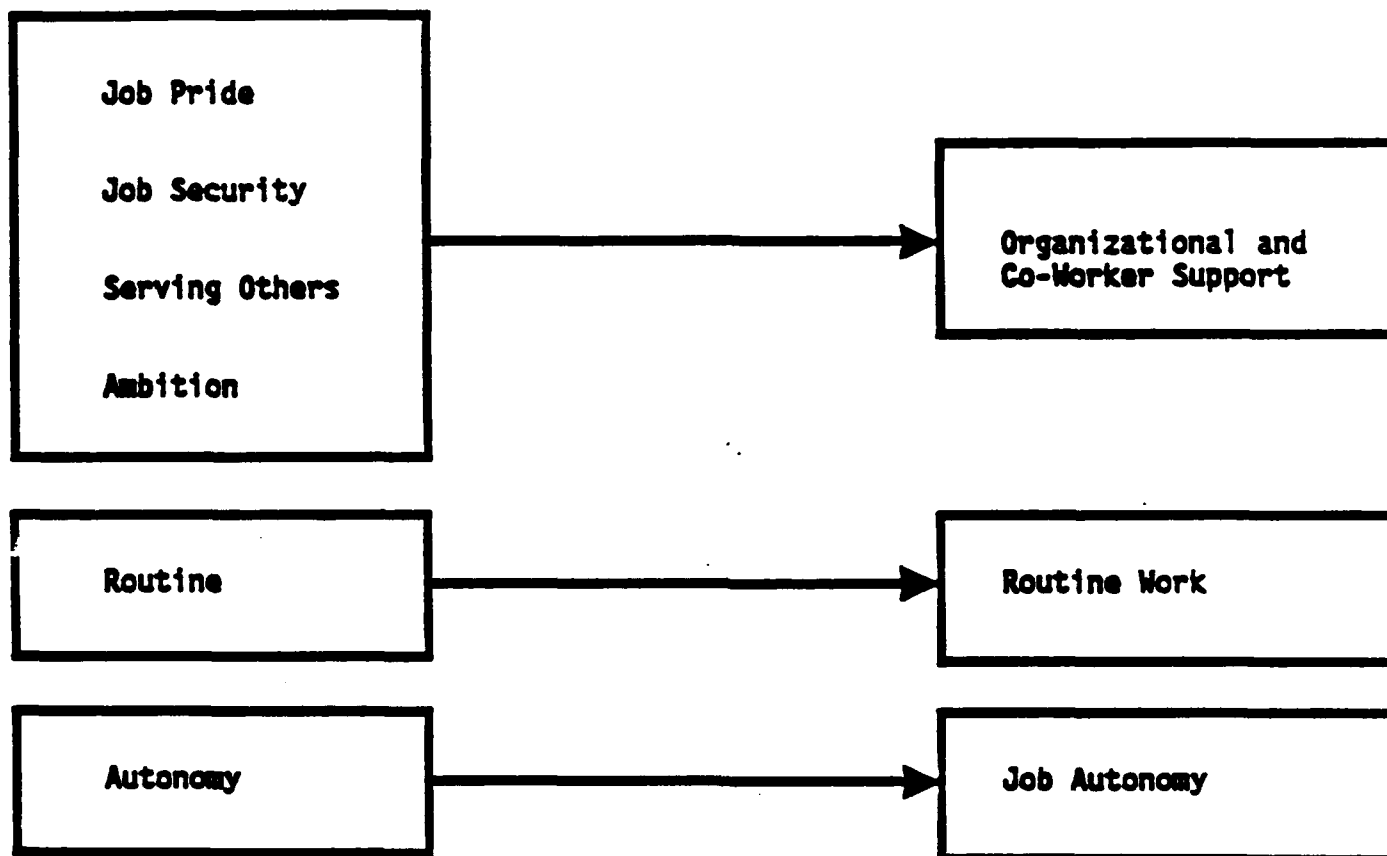 Job Pride
Job Security
Serving Others
Ambition
Organizational and
Co-Worker Support
Routine
Routine Work
Autonomy
Job Autonomy